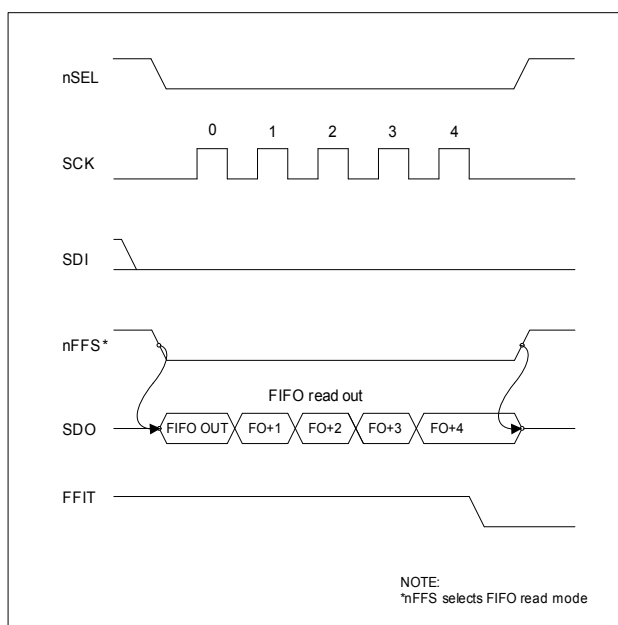 nSEL
0 1 2 3 4
SCK
SDI
nFFS*
FIFO read out
SDO FIFO OUT FO+1 FO+2 FO+3 FO+4
FFIT
NOTE:
*nFFS selects FIFO read mode